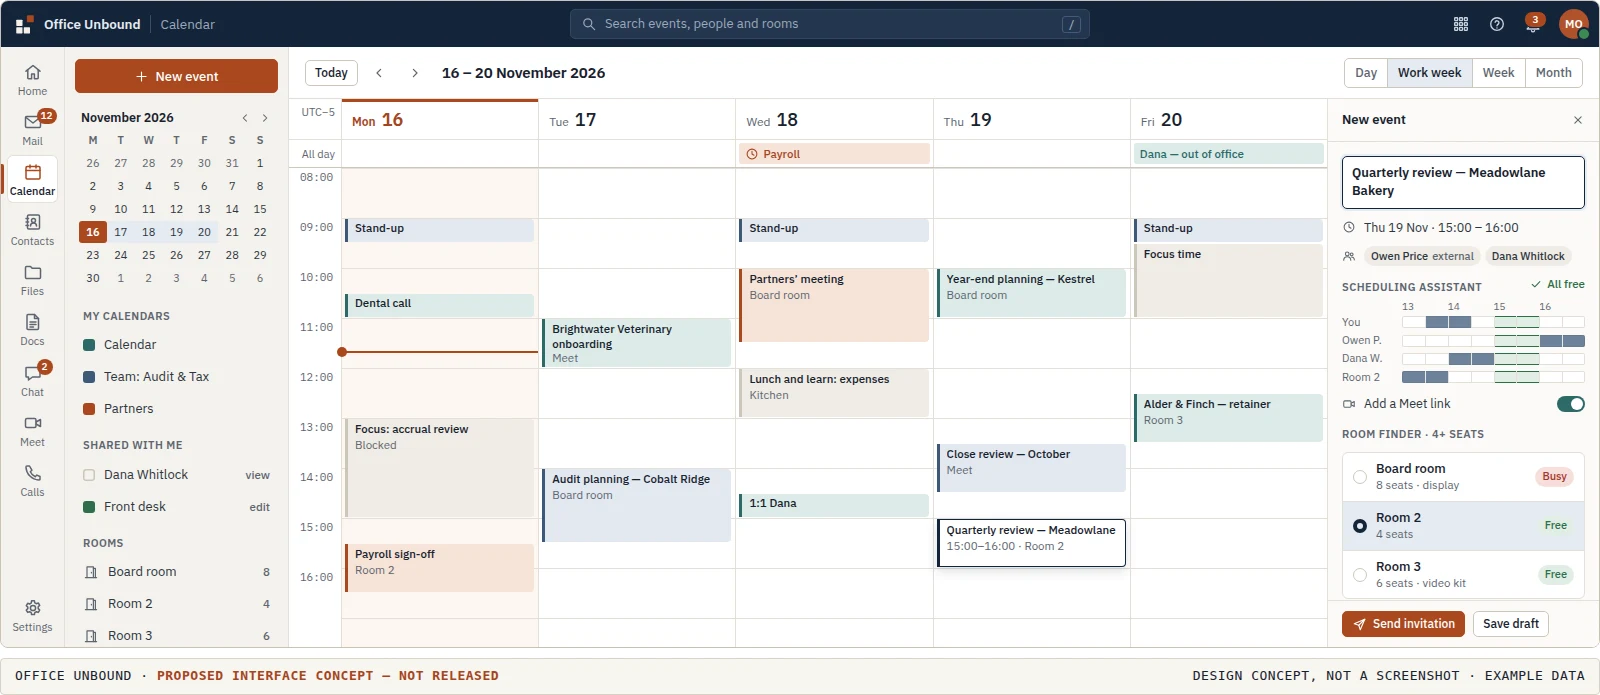 Office Unbound
Calendar
Search events, people and rooms
/
3
MO
Home
12
Mail
Calendar
Contacts
Files
Docs
2
Chat
Meet
Calls
Settings
+ New event
November 2026
M T W T F S S
26 27 28 29 30 31 1
2 3 4 5 6 7 8
9 10 11 12 13 14 15
16 17 18 19 20 21 22
23 24 25 26 27 28 29
30 1 2 3 4 5 6
MY CALENDARS
Calendar
Team: Audit & Tax
Partners
SHARED WITH ME
Dana Whitlock view
Front desk edit
ROOMS
Board room 8
Room 2 4
Room 3 6
Today
16 – 20 November 2026
Day
Work week
Week
Month
UTC−5
Mon 16
Tue 17
Wed 18
Thu 19
Fri 20
All day
Payroll
Dana — out of office
08:00
09:00
10:00
11:00
12:00
13:00
14:00
15:00
16:00
Stand-up
Dental call
Focus: accrual review
Blocked
Payroll sign-off
Room 2
Brightwater Veterinary
onboarding
Meet
Audit planning — Cobalt Ridge
Board room
Stand-up
Partners’ meeting
Board room
Lunch and learn: expenses
Kitchen
1:1 Dana
Year-end planning — Kestrel
Board room
Close review — October
Meet
Quarterly review — Meadowlane
15:00–16:00 · Room 2
Stand-up
Focus time
Alder & Finch — retainer
Room 3
New event
Quarterly review — Meadowlane
Bakery
Thu 19 Nov · 15:00 – 16:00
Owen Price external
Dana Whitlock
SCHEDULING ASSISTANT
All free
13 14 15 16
You
Owen P.
Dana W.
Room 2
Add a Meet link
ROOM FINDER · 4+ SEATS
Board room
8 seats · display
Busy
Room 2
4 seats
Free
Room 3
6 seats · video kit
Free
Send invitation
Save draft
OFFICE UNBOUND · PROPOSED INTERFACE CONCEPT — NOT RELEASED
DESIGN CONCEPT, NOT A SCREENSHOT · EXAMPLE DATA